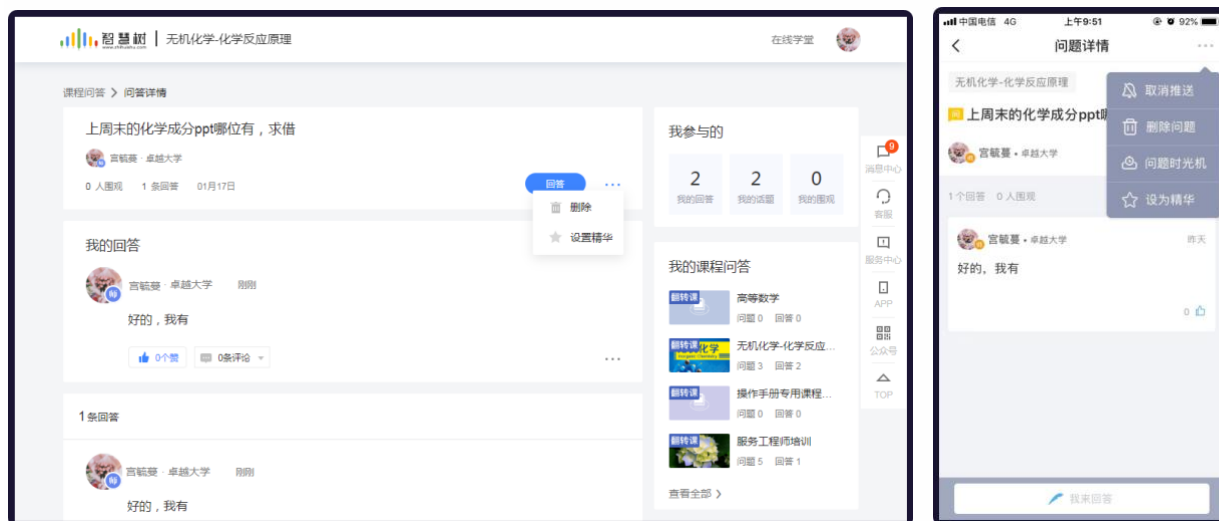 智慧树
www.zhihuishu.com
无机化学-化学反应原理
在线学堂
课程问答 > 问答详情
上周末的化学成分ppt哪位有，求借
师
宫毓蔓 · 卓越大学
0 人围观 1 条回答 01月17日
回答
删除
设置精华
我的回答
师
宫毓蔓 · 卓越大学 刚刚
好的，我有
0个赞
0条评论
1条回答
师
宫毓蔓 · 卓越大学 刚刚
好的，我有
我参与的
2
我的回答
2
我的话题
0
我的围观
我的课程问答
翻转课
高等数学
问题 0 回答 0
翻转课
无机化学-化学反应...
问题 3 回答 2
翻转课
操作手册专用课程...
问题 0 回答 0
翻转课
服务工程师培训
问题 5 回答 1
查看全部 >
9
消息中心
客服
服务中心
APP
公众号
TOP
中国电信 4G 上午9:51 92%
问题详情
无机化学-化学反应原理
上周末的化学成分ppt
宫毓蔓 • 卓越大学
取消推送
删除问题
问题时光机
设为精华
1个回答 0人围观
宫毓蔓 • 卓越大学 昨天
好的，我有
0
我来回答